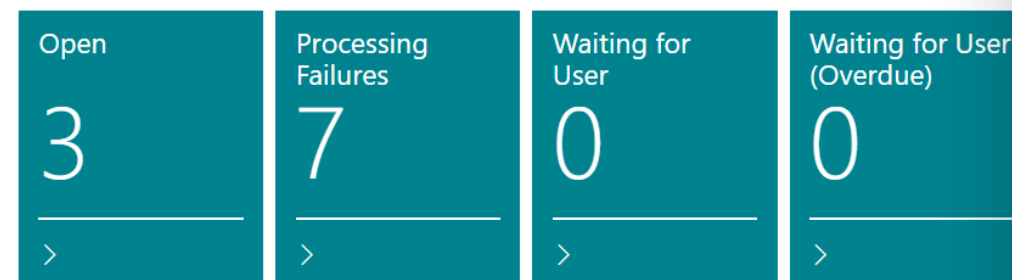 Open
3
Processing
Failures
7
Waiting for
User
0
Waiting for User
(Overdue)
0